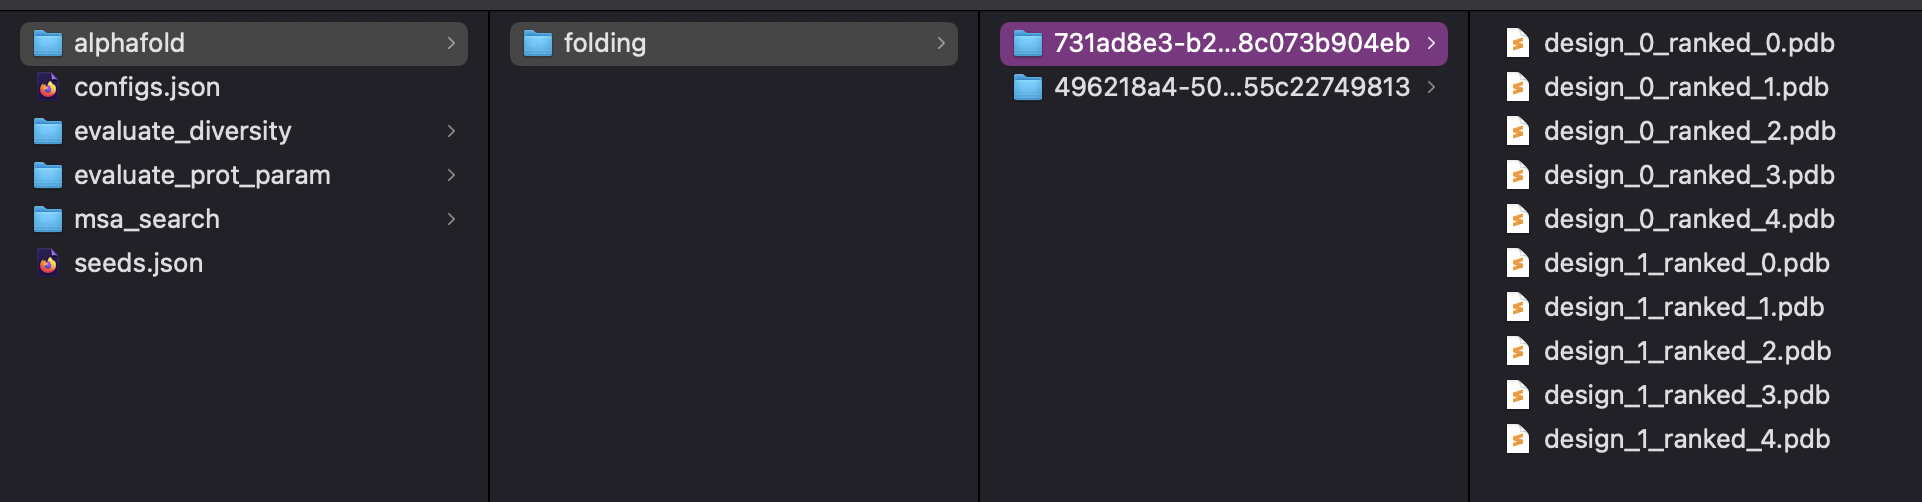 alphafold
configs.json
evaluate_diversity
evaluate_prot_param
msa_search
seeds.json
folding
731ad8e3-b2...8c073b904eb
496218a4-50...55c22749813
design_0_ranked_0.pdb
design_0_ranked_1.pdb
design_0_ranked_2.pdb
design_0_ranked_3.pdb
design_0_ranked_4.pdb
design_1_ranked_0.pdb
design_1_ranked_1.pdb
design_1_ranked_2.pdb
design_1_ranked_3.pdb
design_1_ranked_4.pdb